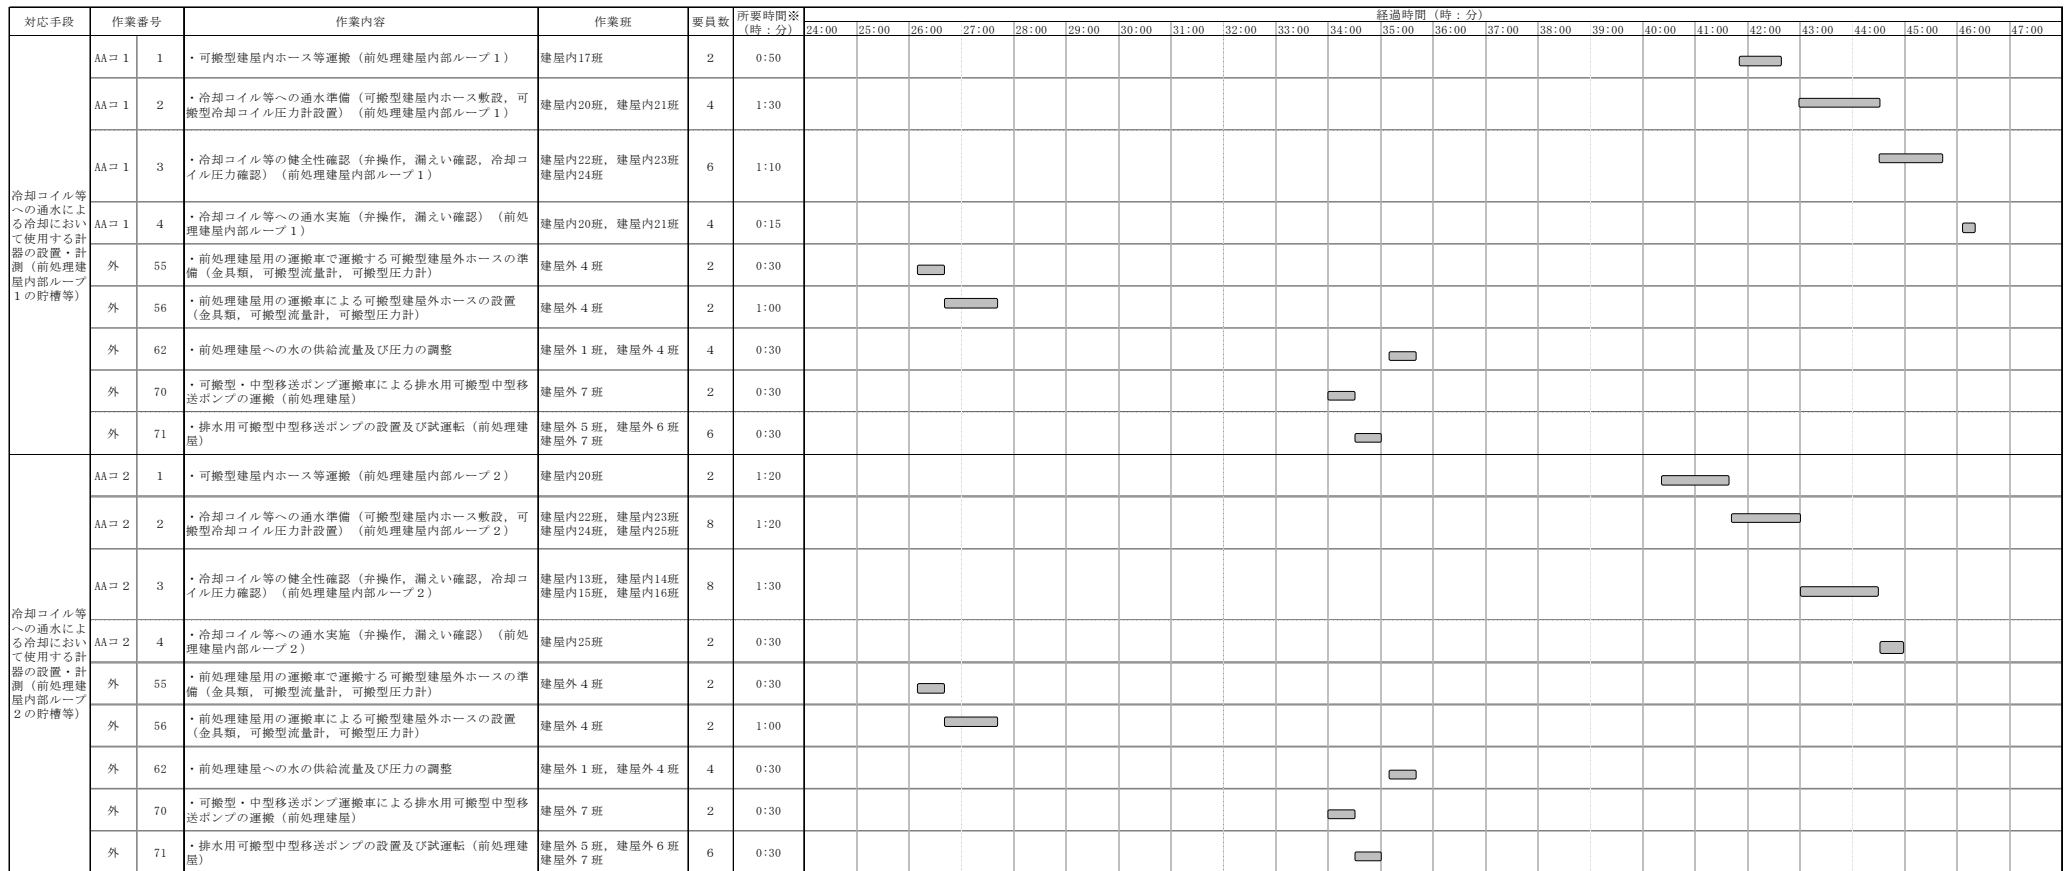 対応手段 作業番号 作業内容 作業班 要員数 所要時間※ 経過時間（時：分）
（時：分） 24:00 25:00 26:00 27:00 28:00 29:00 30:00 31:00 32:00 33:00 34:00 35:00 36:00 37:00 38:00 39:00 40:00 41:00 42:00 43:00 44:00 45:00 46:00 47:00
冷却コイル等
への通水によ
る冷却におい
て使用する計
器の設置・計
測（前処理建
屋内部ループ
１の貯槽等）
AAコ１ 1 ・可搬型建屋内ホース等運搬（前処理建屋内部ループ１） 建屋内17班 2 0:50
AAコ１ 2 ・冷却コイル等への通水準備（可搬型建屋内ホース敷設，可
搬型冷却コイル圧力計設置）（前処理建屋内部ループ１） 建屋内20班，建屋内21班 4 1:30
AAコ１ 3 ・冷却コイル等の健全性確認（弁操作，漏えい確認，冷却コ
イル圧力確認）（前処理建屋内部ループ１） 建屋内22班，建屋内23班
建屋内24班 6 1:10
AAコ１ 4 ・冷却コイル等への通水実施（弁操作，漏えい確認）（前処
理建屋内部ループ１） 建屋内20班，建屋内21班 4 0:15
外 55 ・前処理建屋用の運搬車で運搬する可搬型建屋外ホースの準
備（金具類，可搬型流量計，可搬型圧力計） 建屋外４班 2 0:30
外 56 ・前処理建屋用の運搬車による可搬型建屋外ホースの設置
（金具類，可搬型流量計，可搬型圧力計） 建屋外４班 2 1:00
外 62 ・前処理建屋への水の供給流量及び圧力の調整 建屋外１班，建屋外４班 4 0:30
外 70 ・可搬型・中型移送ポンプ運搬車による排水用可搬型中型移
送ポンプの運搬（前処理建屋） 建屋外７班 2 0:30
外 71 ・排水用可搬型中型移送ポンプの設置及び試運転（前処理建
屋） 建屋外５班，建屋外６班
建屋外７班 6 0:30
冷却コイル等
への通水によ
る冷却におい
て使用する計
器の設置・計
測（前処理建
屋内部ループ
２の貯槽等）
AAコ２ 1 ・可搬型建屋内ホース等運搬（前処理建屋内部ループ２） 建屋内20班 2 1:20
AAコ２ 2 ・冷却コイル等への通水準備（可搬型建屋内ホース敷設，可
搬型冷却コイル圧力計設置）（前処理建屋内部ループ２） 建屋内22班，建屋内23班
建屋内24班，建屋内25班 8 1:20
AAコ２ 3 ・冷却コイル等の健全性確認（弁操作，漏えい確認，冷却コ
イル圧力確認）（前処理建屋内部ループ２） 建屋内13班，建屋内14班
建屋内15班，建屋内16班 8 1:30
AAコ２ 4 ・冷却コイル等への通水実施（弁操作，漏えい確認）（前処
理建屋内部ループ２） 建屋内25班 2 0:30
外 55 ・前処理建屋用の運搬車で運搬する可搬型建屋外ホースの準
備（金具類，可搬型流量計，可搬型圧力計） 建屋外４班 2 0:30
外 56 ・前処理建屋用の運搬車による可搬型建屋外ホースの設置
（金具類，可搬型流量計，可搬型圧力計） 建屋外４班 2 1:00
外 62 ・前処理建屋への水の供給流量及び圧力の調整 建屋外１班，建屋外４班 4 0:30
外 70 ・可搬型・中型移送ポンプ運搬車による排水用可搬型中型移
送ポンプの運搬（前処理建屋） 建屋外７班 2 0:30
外 71 ・排水用可搬型中型移送ポンプの設置及び試運転（前処理建
屋） 建屋外５班，建屋外６班
建屋外７班 6 0:30